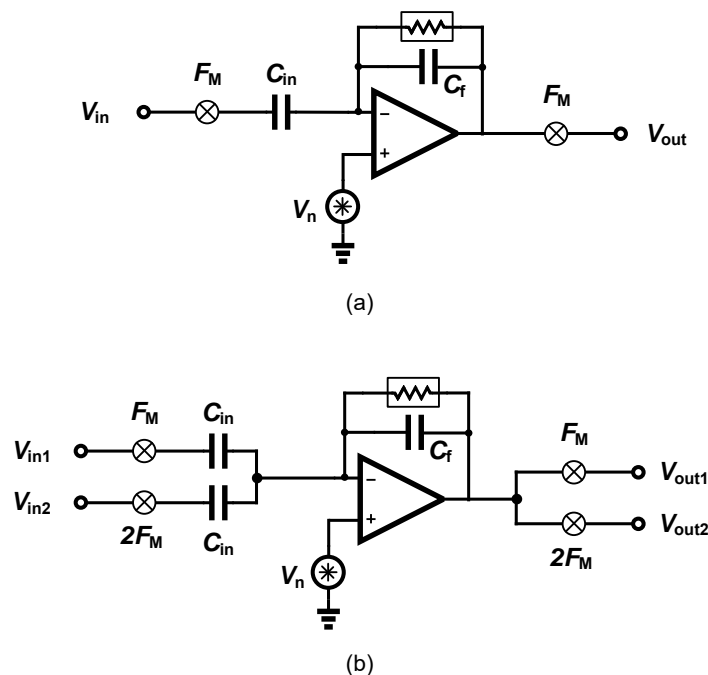 F_M
C_in
C_f
F_M
V_in
V_out
−
+
V_n
(a)
F_M
C_in
C_f
F_M
V_in1
V_out1
−
V_in2
V_out2
+
2F_M
C_in
2F_M
V_n
(b)